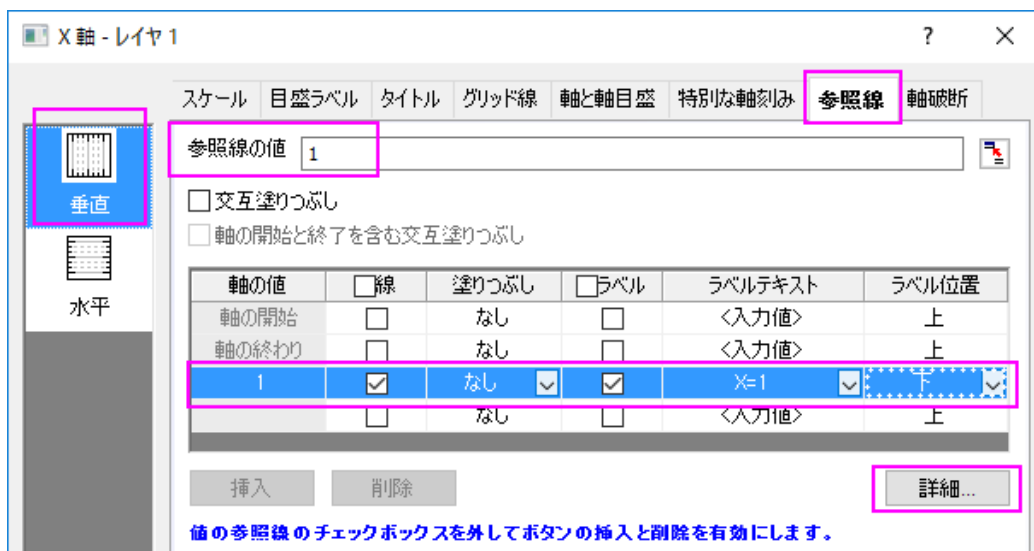 X 軸 - レイヤ 1 ? ×
スケール 目盛ラベル タイトル グリッド線 軸と軸目盛 特別な軸刻み 参照線 軸破断
垂直
水平
参照線の値 1
交互塗りつぶし
軸の開始と終了を含む交互塗りつぶし
軸の値 線 塗りつぶし ラベル ラベルテキスト ラベル位置
軸の開始 なし <入力値> 上
軸の終わり なし <入力値> 上
1 なし X=1 下
なし <入力値> 上
挿入 削除 詳細...
値の参照線のチェックボックスを外してボタンの挿入と削除を有効にします。